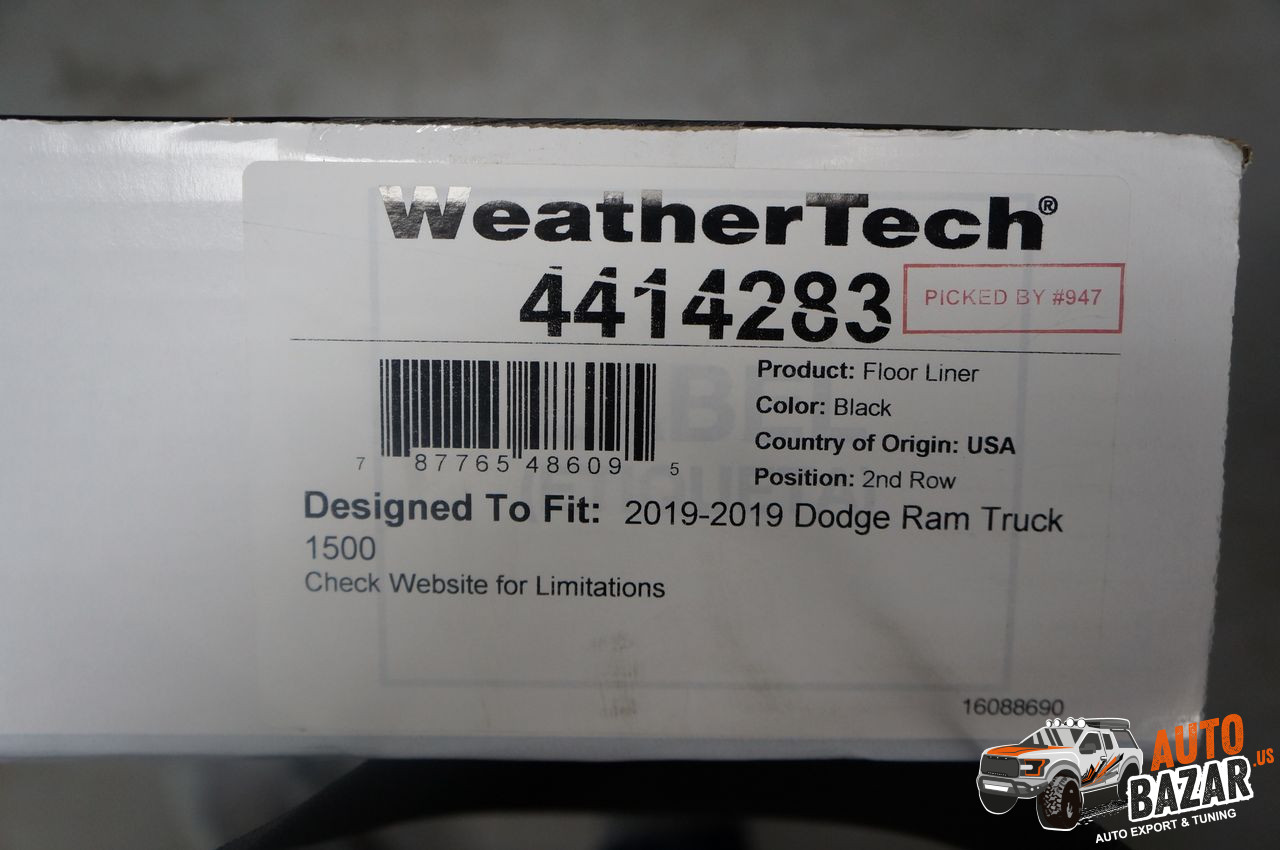 WeatherTech®
4414283
PICKED BY #947
Product: Floor Liner
Color: Black
Country of Origin: USA
Position: 2nd Row
7 87765 48609 5
Designed To Fit: 2019-2019 Dodge Ram Truck
1500
Check Website for Limitations
16088690
AUTO
BAZAR.US
AUTO EXPORT & TUNING